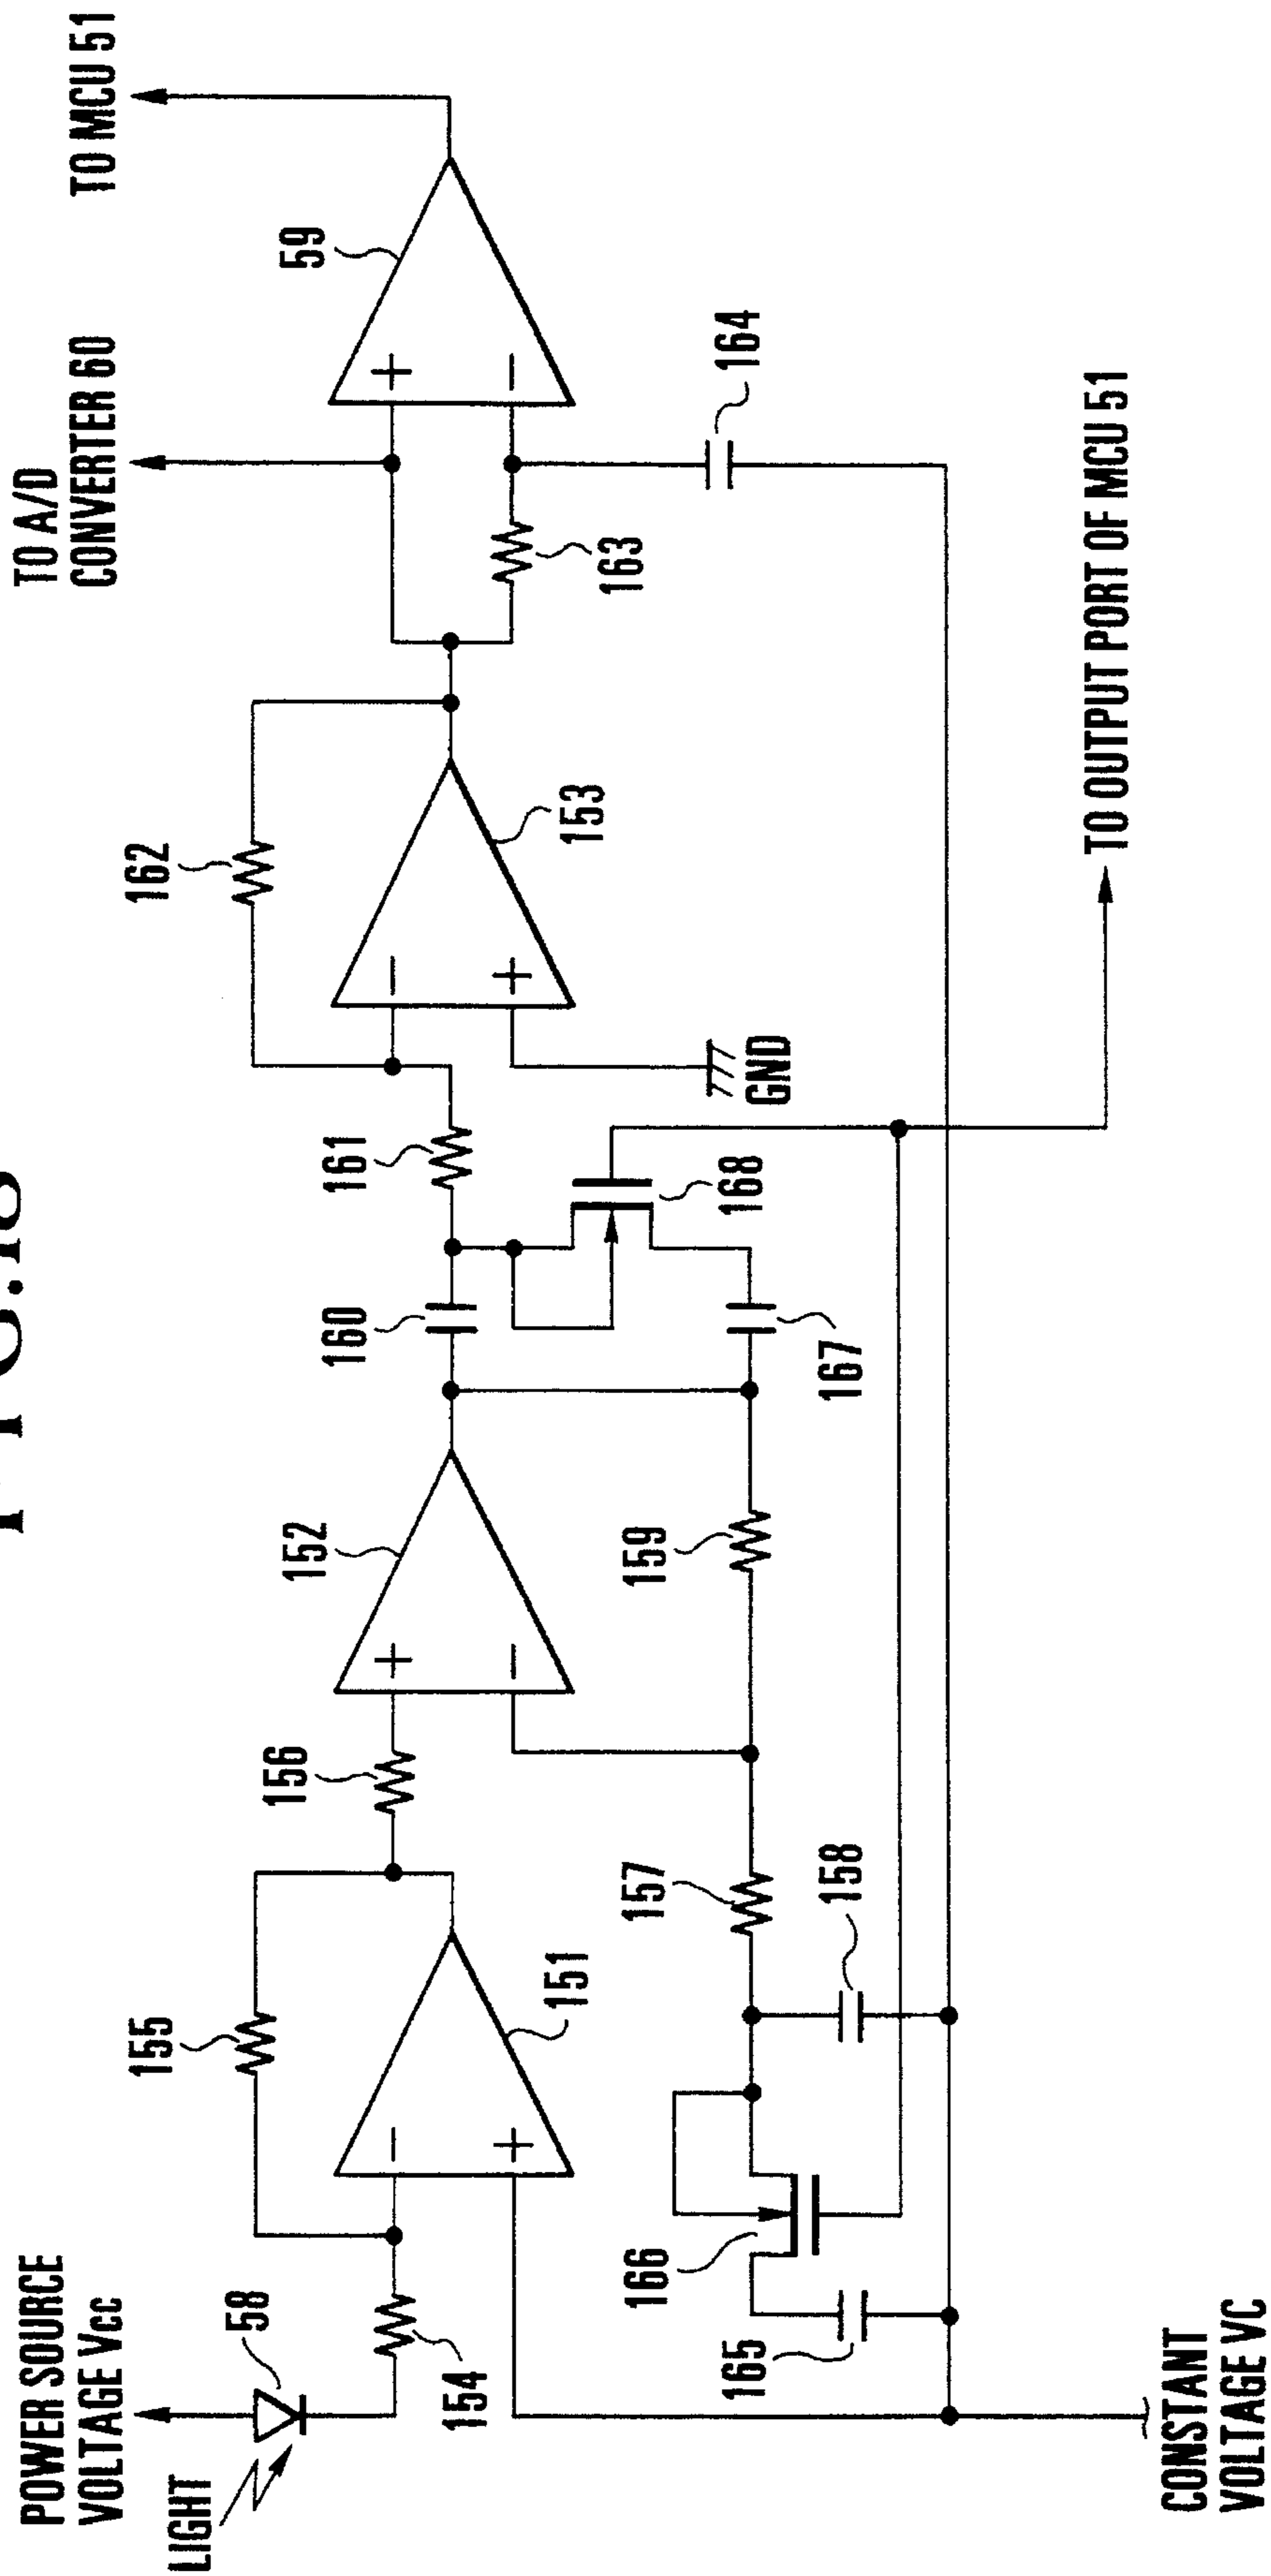 POWER SOURCE
VOLTAGE Vcc
LIGHT
58
154
155
−
+
151
156
+
−
152
166
165
157
158
159
160
167
161
168
162
−
+
153
GND
TO A/D
CONVERTER 60
163
164
+
−
59
TO MCU 51
TO OUTPUT PORT OF MCU 51
CONSTANT
VOLTAGE VC